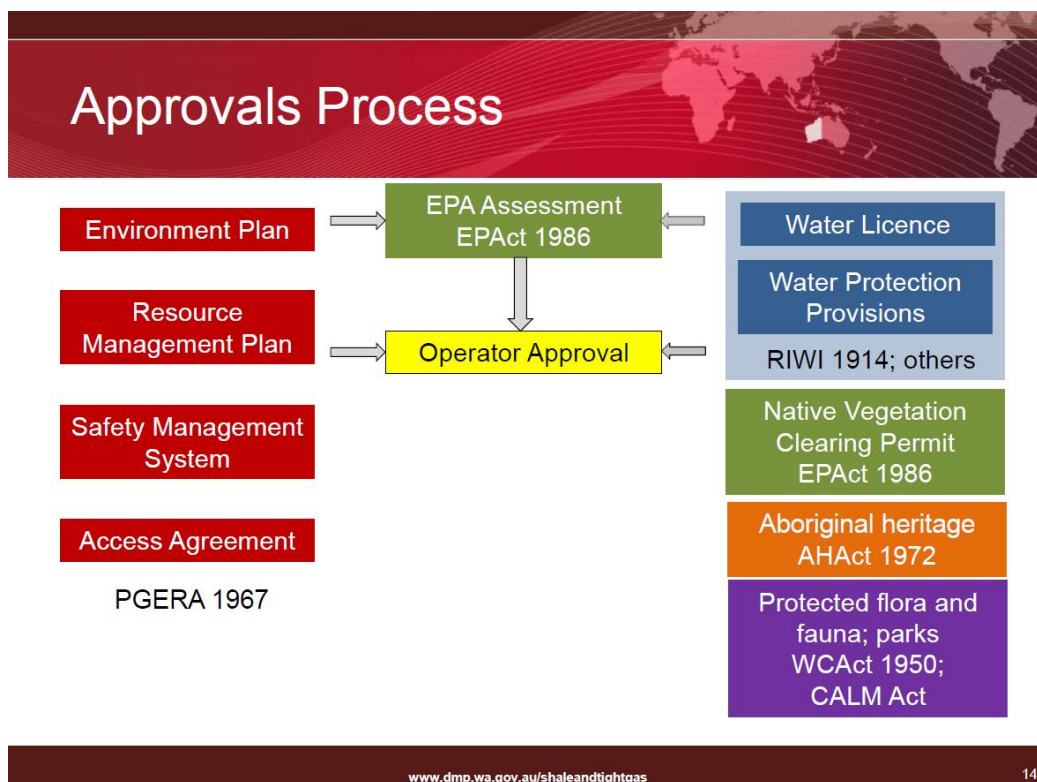 Approvals Process
Environment Plan
Resource
Management Plan
Safety Management
System
Access Agreement
PGERA 1967
EPA Assessment
EPAct 1986
Operator Approval
Water Licence
Water Protection
Provisions
RIWI 1914; others
Native Vegetation
Clearing Permit
EPAct 1986
Aboriginal heritage
AHAct 1972
Protected flora and
fauna; parks
WCAct 1950;
CALM Act
www.dmp.wa.gov.au/shaleandtightgas
14